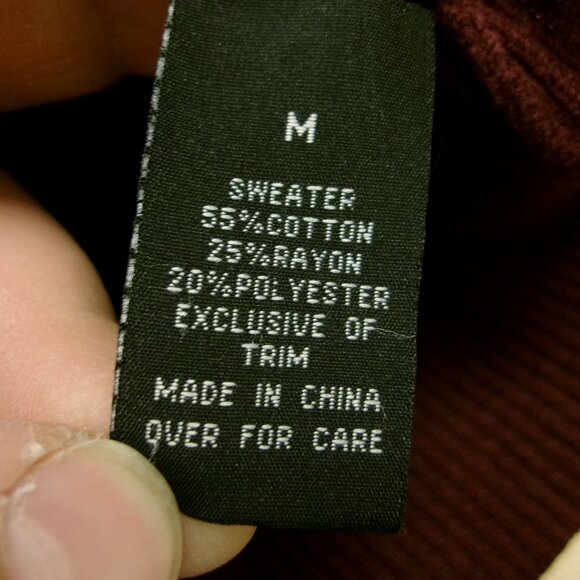 M
SWEATER
55%COTTON
25%RAYON
20%POLYESTER
EXCLUSIVE OF
TRIM
MADE IN CHINA
OVER FOR CARE